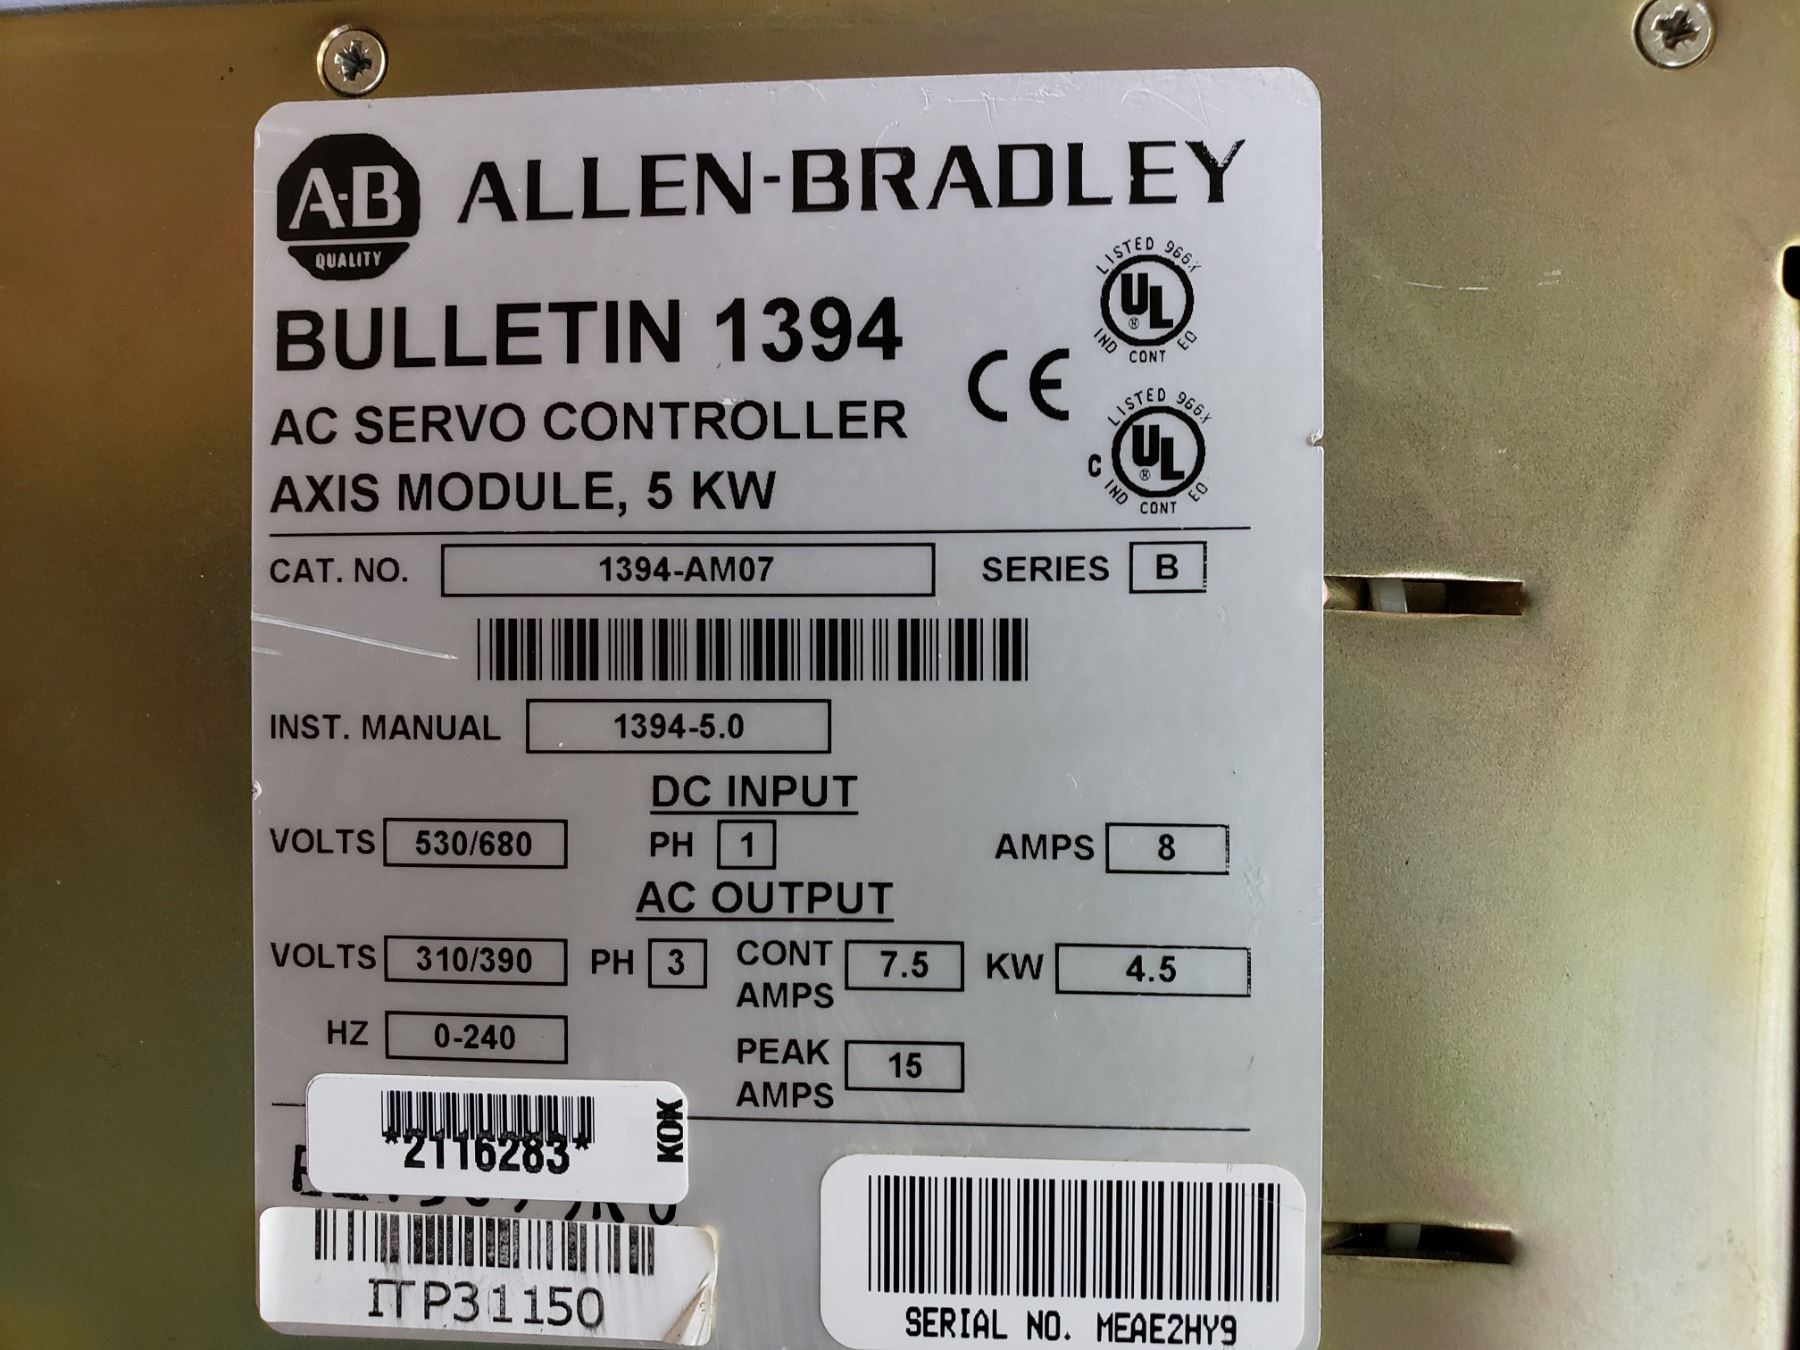 A-B
QUALITY
ALLEN-BRADLEY
BULLETIN 1394
AC SERVO CONTROLLER
AXIS MODULE, 5 KW
CE
LISTED 966X
UL
®
IND CONT EQ
LISTED 966X
C UL
®
IND CONT EQ
CAT. NO. 1394-AM07 SERIES B
INST. MANUAL 1394-5.0
DC INPUT
VOLTS 530/680 PH 1 AMPS 8
AC OUTPUT
VOLTS 310/390 PH 3 CONT AMPS 7.5 KW 4.5
HZ 0-240 PEAK AMPS 15
*2116283*
KOK
ITP31150
SERIAL NO. MEAE2HY9